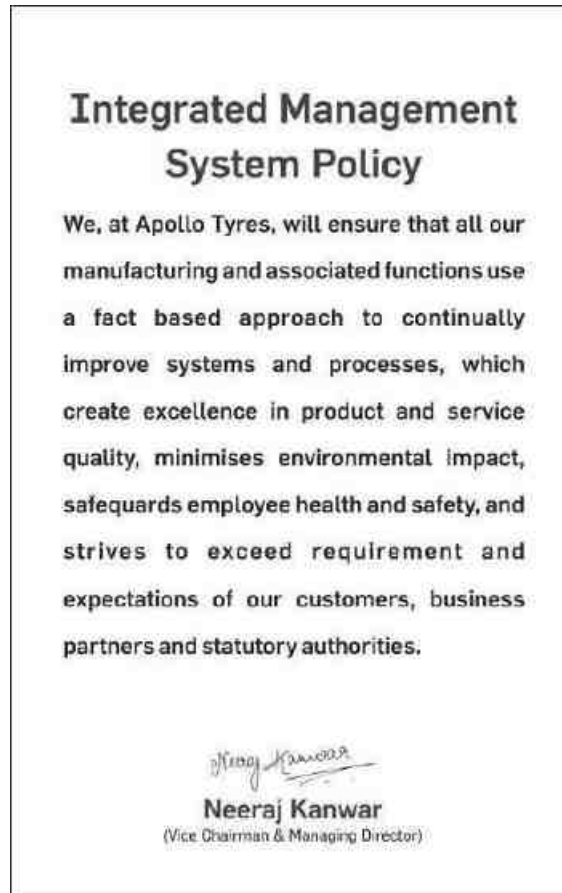 Integrated Management
System Policy
We, at Apollo Tyres, will ensure that all our
manufacturing and associated functions use
a fact based approach to continually
improve systems and processes, which
create excellence in product and service
quality, minimises environmental impact,
safequards employee health and safety, and
strives to exceed requirement and
expectations of our customers, business
partners and statutory authorities.
Neeraj Kanwar
Neeraj Kanwar
(Vice Chairman & Managing Director)